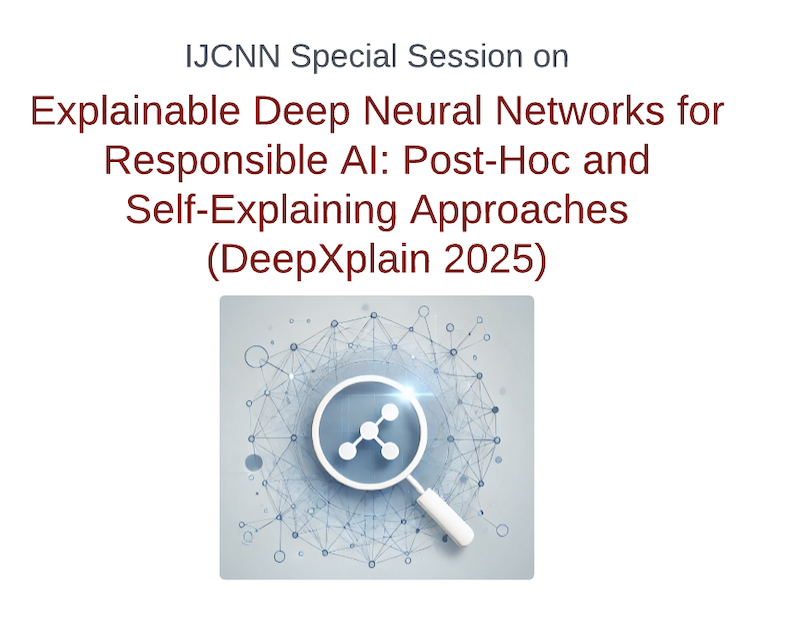 IJCNN Special Session on
Explainable Deep Neural Networks for
Responsible AI: Post-Hoc and
Self-Explaining Approaches
(DeepXplain 2025)